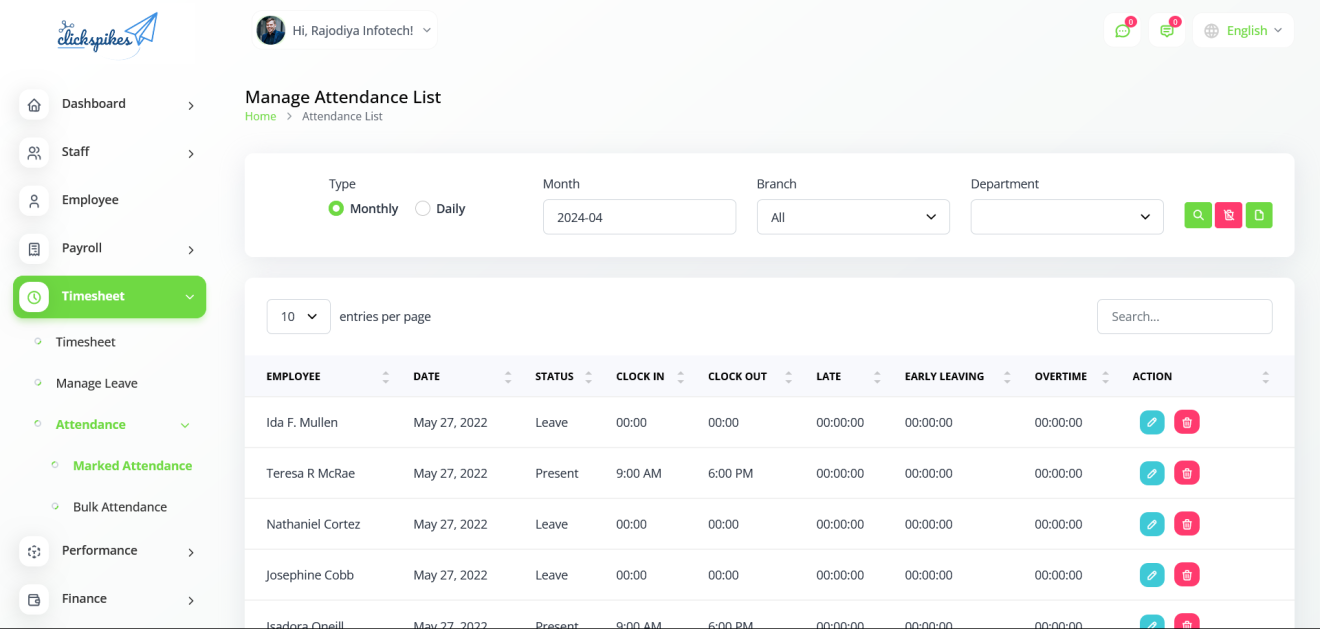 clickspikes
Hi, Rajodiya Infotech!
0
0
English
Dashboard
Staff
Employee
Payroll
Timesheet
Timesheet
Manage Leave
Attendance
Marked Attendance
Bulk Attendance
Performance
Finance
Manage Attendance List
Home > Attendance List
Type
Monthly Daily
Month
2024-04
Branch
All
Department
10 entries per page
Search...
EMPLOYEE DATE STATUS CLOCK IN CLOCK OUT LATE EARLY LEAVING OVERTIME ACTION
Ida F. Mullen May 27, 2022 Leave 00:00 00:00 00:00:00 00:00:00 00:00:00
Teresa R McRae May 27, 2022 Present 9:00 AM 6:00 PM 00:00:00 00:00:00 00:00:00
Nathaniel Cortez May 27, 2022 Leave 00:00 00:00 00:00:00 00:00:00 00:00:00
Josephine Cobb May 27, 2022 Leave 00:00 00:00 00:00:00 00:00:00 00:00:00
Isadora Oneill May 27, 2022 Present 9:00 AM 6:00 PM 00:00:00 00:00:00 00:00:00